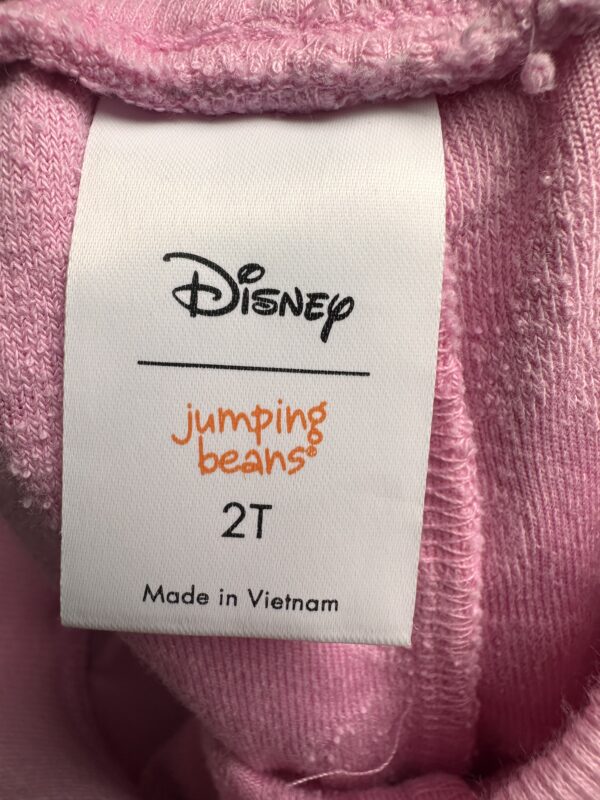 Disney
jumping
beans®
2T
Made in Vietnam